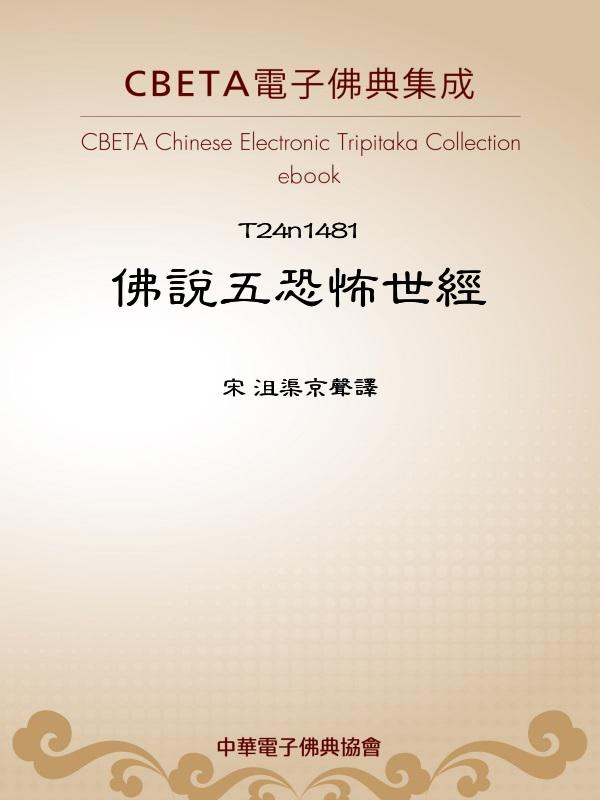 CBETA電子佛典集成
CBETA Chinese Electronic Tripitaka Collection
ebook
T24n1481
佛說五恐怖世經
宋 沮渠京聲譯
中華電子佛典協會